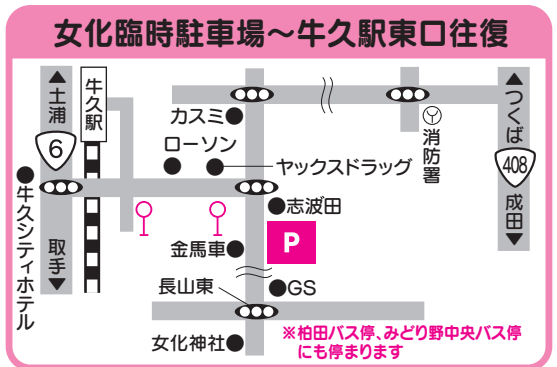 女化臨時駐車場～牛久駅東口往復
▲土浦
6
取手▼
牛久駅
牛久シティホテル
カスミ
ローソン
ヤックスドラッグ
消防署
▲つくば
408
成田▼
志波田
P
金馬車
長山東
GS
女化神社
※柏田バス停、みどり野中央バス停
にも停まります